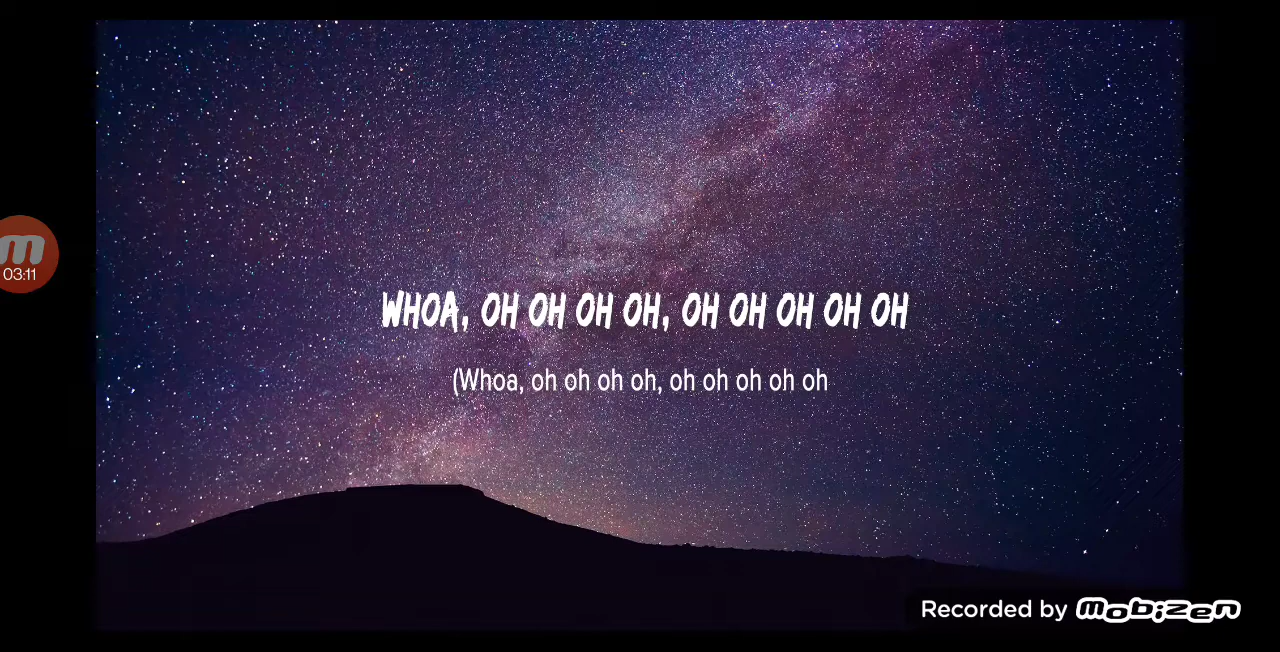 WHOA, OH OH OH OH, OH OH OH OH OH
(Whoa, oh oh oh oh, oh oh oh oh oh
m
03:11
Recorded by mobizen